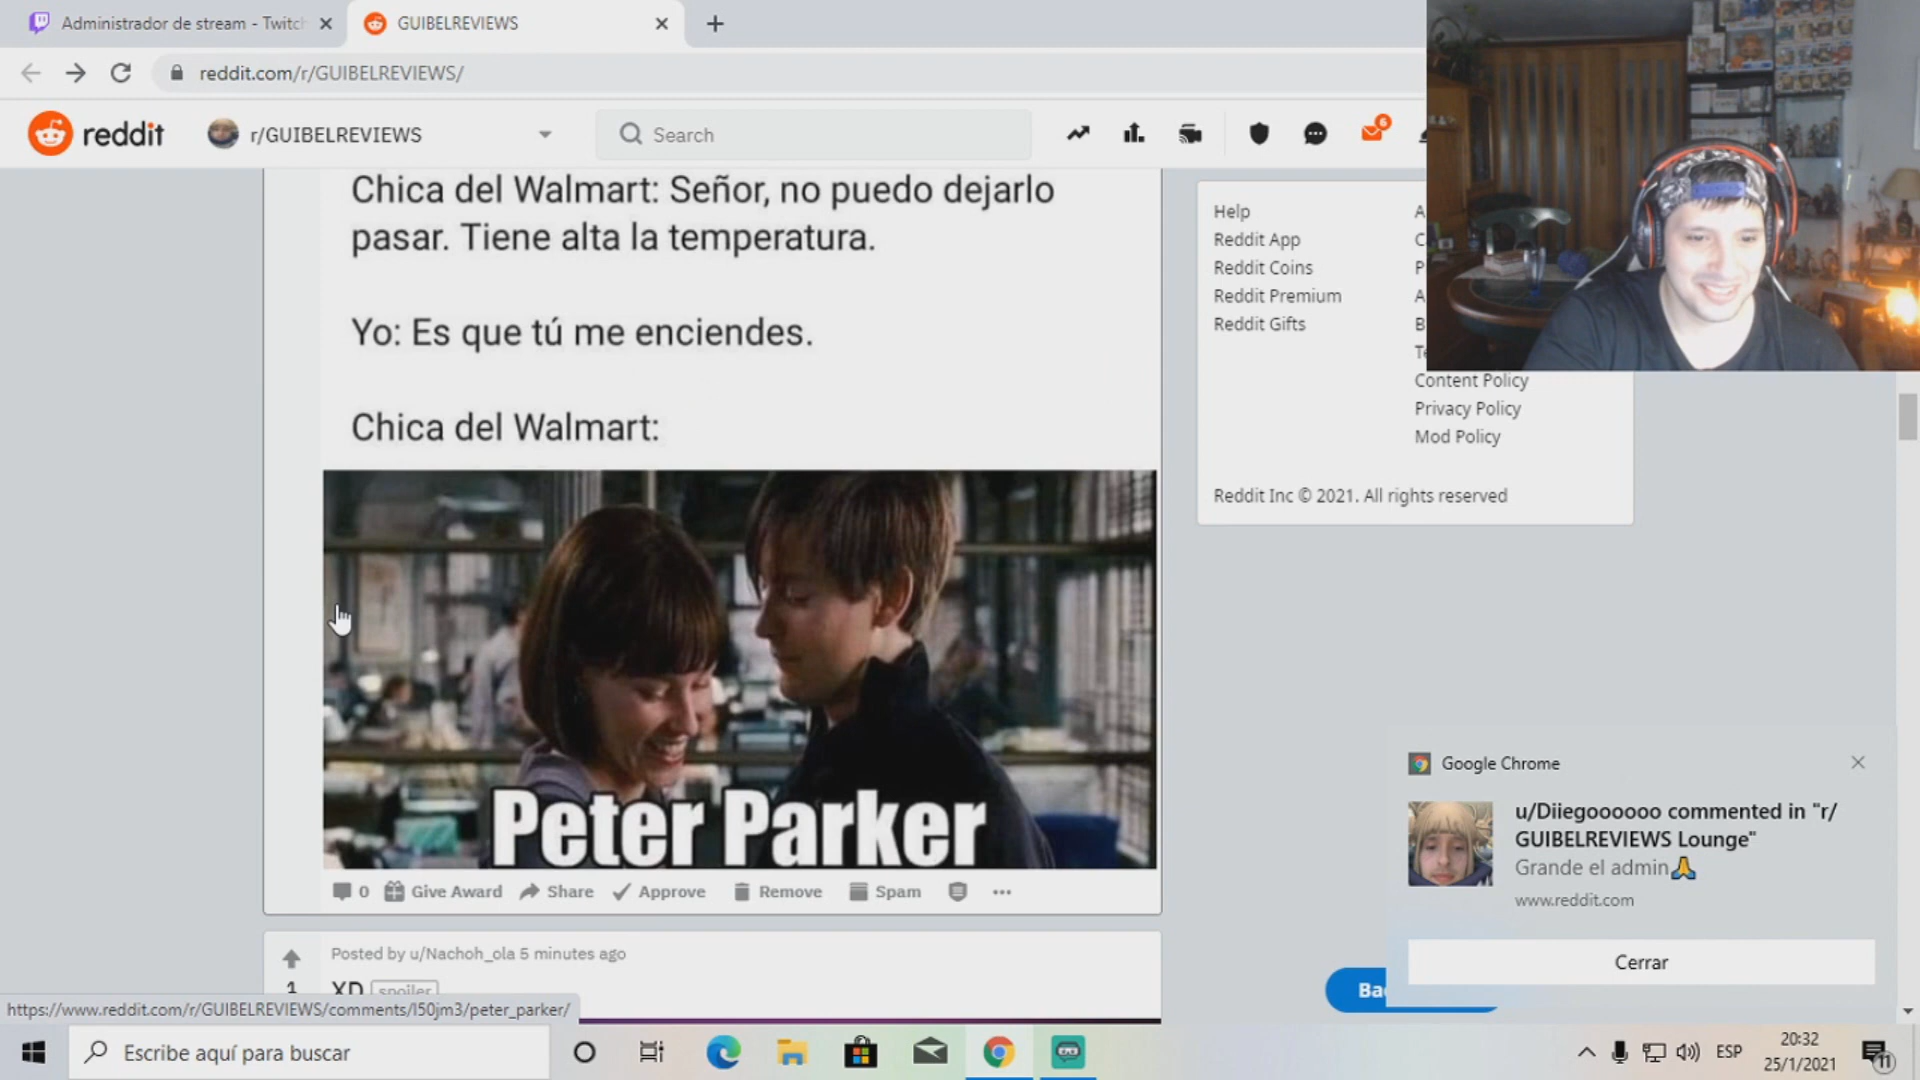 Administrador de stream - Twitch
GUIBELREVIEWS
reddit.com/r/GUIBELREVIEWS/
reddit
r/GUIBELREVIEWS
Search
6
Chica del Walmart: Señor, no puedo dejarlo
pasar. Tiene alta la temperatura.
Yo: Es que tú me enciendes.
Chica del Walmart:
Peter Parker
0
Give Award
Share
Approve
Remove
Spam
Posted by u/Nachoh_ola 5 minutes ago
1
XD
spoiler
https://www.reddit.com/r/GUIBELREVIEWS/comments/l50jm3/peter_parker/
Help
Reddit App
Reddit Coins
Reddit Premium
Reddit Gifts
Content Policy
Privacy Policy
Mod Policy
Reddit Inc © 2021. All rights reserved
Google Chrome
u/Diiegoooooo commented in "r/
GUIBELREVIEWS Lounge"
Grande el admin🙏
www.reddit.com
Cerrar
Escribe aquí para buscar
ESP
20:32
25/1/2021
11